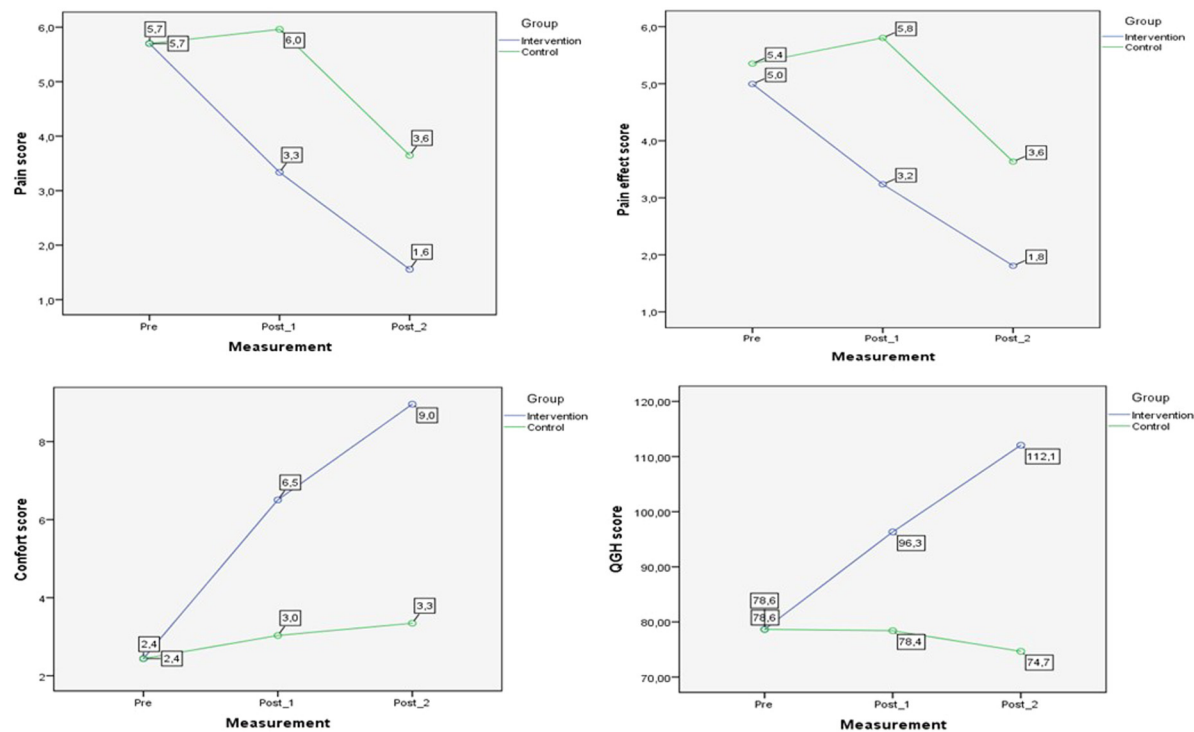 Group
Intervention
Control
Pain score
6,0
5,0
4,0
3,0
2,0
1,0
5,7
5,7
6,0
3,3
3,6
1,6
Pre
Post_1
Post_2
Measurement
Group
Intervention
Control
Pain effect score
6,0
5,0
4,0
3,0
2,0
1,0
5,4
5,0
5,8
3,2
3,6
1,8
Pre
Post_1
Post_2
Measurement
Group
Intervention
Control
Confort score
8
6
4
2
2,4
2,4
6,5
3,0
9,0
3,3
Pre
Post_1
Post_2
Measurement
Group
Intervention
Control
QGH score
120,00
110,00
100,00
90,00
80,00
70,00
78,6
78,6
96,3
78,4
112,1
74,7
Pre
Post_1
Post_2
Measurement